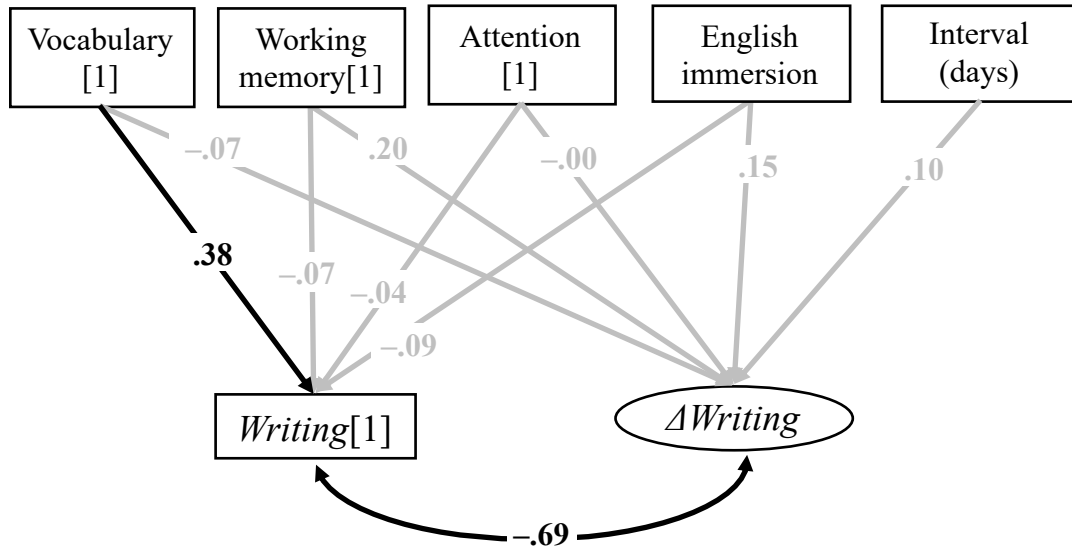 Vocabulary
[1]
Working
memory[1]
Attention
[1]
English
immersion
Interval
(days)
–.07
.20
–.00
.15
.10
.38
–.07
–.04
–.09
Writing[1]
ΔWriting
–.69